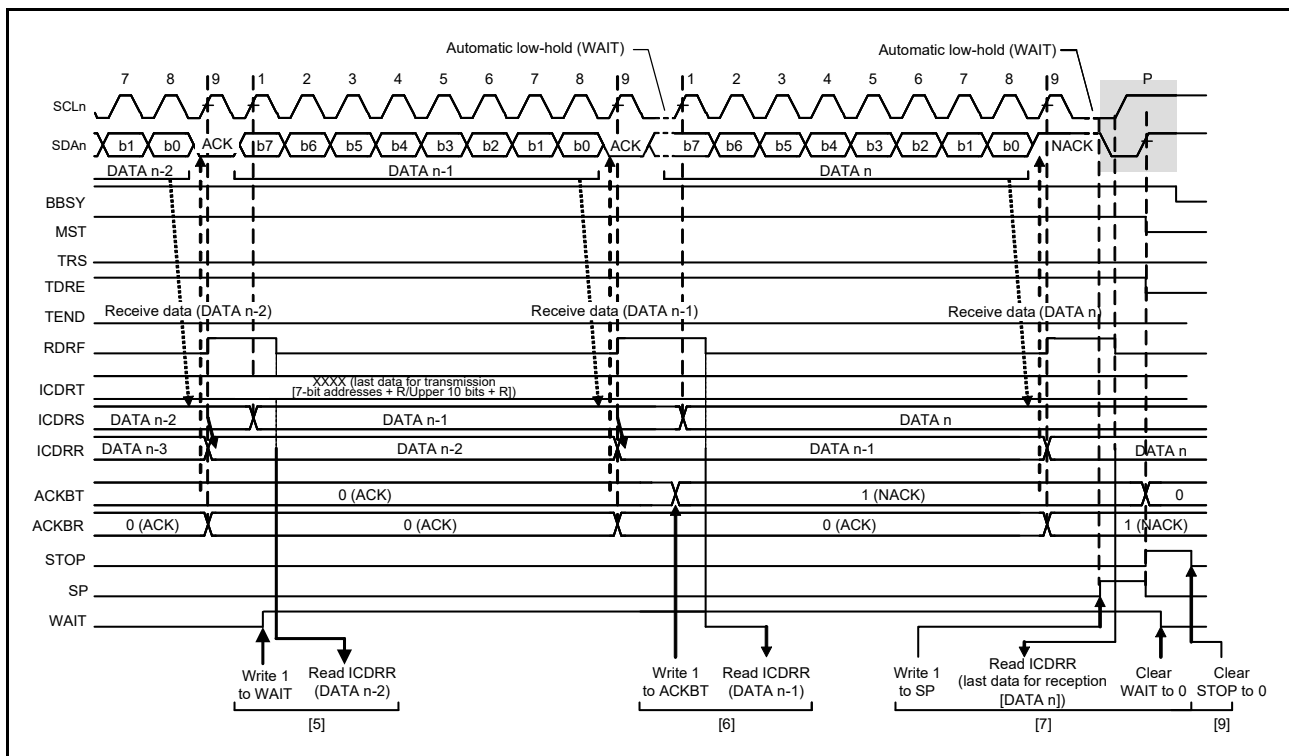 Automatic low-hold (WAIT)
Automatic low-hold (WAIT)
7 8 9 1 2 3 4 5 6 7 8 9 1 2 3 4 5 6 7 8 9 P
SCLn
SDAn b1 b0 ACK b7 b6 b5 b4 b3 b2 b1 b0 ACK b7 b6 b5 b4 b3 b2 b1 b0 NACK
DATA n-2 DATA n-1 DATA n
BBSY
MST
TRS
TDRE
Receive data (DATA n-2) Receive data (DATA n-1) Receive data (DATA n)
TEND
RDRF
XXXX (last data for transmission
ICDRT
[7-bit addresses + R/Upper 10 bits + R])
ICDRS DATA n-2 DATA n-1 DATA n
ICDRR DATA n-3 DATA n-2 DATA n-1 DATA n
ACKBT 0 (ACK) 1 (NACK) 0
ACKBR 0 (ACK) 0 (ACK) 0 (ACK) 1 (NACK)
STOP
SP
WAIT
Write 1
to WAIT
Read ICDRR
(DATA n-2)
Write 1
to ACKBT
Read ICDRR
(DATA n-1)
Write 1
to SP
Read ICDRR
(last data for reception
[DATA n])
Clear
WAIT to 0
Clear
STOP to 0
[5] [6] [7] [9]